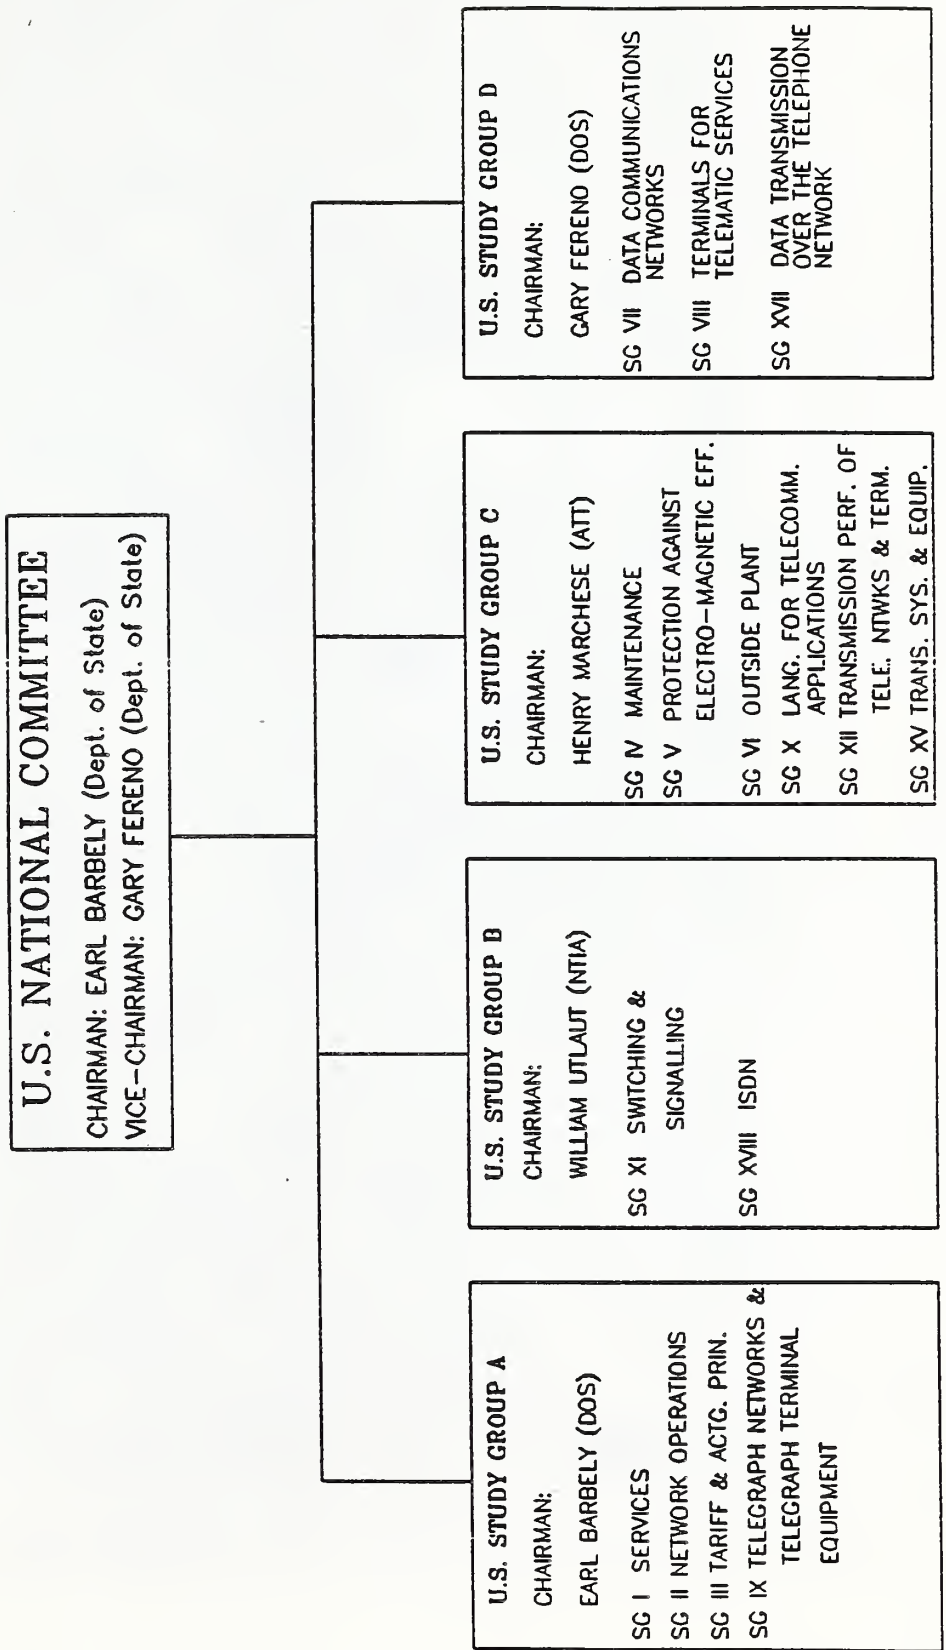 U.S. NATIONAL COMMITTEE
CHAIRMAN: EARL BARBELY (Dept. of State)
VICE-CHAIRMAN: GARY FERENO (Dept. of State)
U.S. STUDY GROUP A
CHAIRMAN:
EARL BARBELY (DOS)
SG I SERVICES
SG II NETWORK OPERATIONS
SG III TARIFF & ACTG. PRIN.
SG IX TELEGRAPH NETWORKS &
TELEGRAPH TERMINAL
EQUIPMENT
U.S. STUDY GROUP B
CHAIRMAN:
WILLIAM UTLAUT (NTIA)
SG XI SWITCHING &
SIGNALLING
SG XVIII ISDN
U.S. STUDY GROUP C
CHAIRMAN:
HENRY MARCHESE (ATT)
SG IV MAINTENANCE
SG V PROTECTION AGAINST
ELECTRO-MAGNETIC EFF.
SG VI OUTSIDE PLANT
SG X LANG. FOR TELECOMM.
APPLICATIONS
SG XII TRANSMISSION PERF. OF
TELE. NTWKS & TERM.
SG XV TRANS. SYS. & EQUIP.
U.S. STUDY GROUP D
CHAIRMAN:
GARY FERENO (DOS)
SG VII DATA COMMUNICATIONS
NETWORKS
SG VIII TERMINALS FOR
TELEMATIC SERVICES
SG XVII DATA TRANSMISSION
OVER THE TELEPHONE
NETWORK